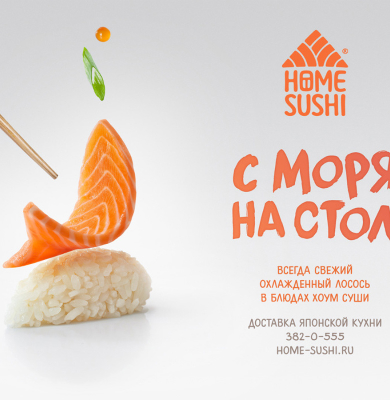 HOME
SUSHI
®
С МОРЯ
НА СТОЛ
ВСЕГДА СВЕЖИЙ
ОХЛАЖДЕННЫЙ ЛОСОСЬ
В БЛЮДАХ ХОУМ СУШИ
ДОСТАВКА ЯПОНСКОЙ КУХНИ
382-0-555
HOME-SUSHI.RU